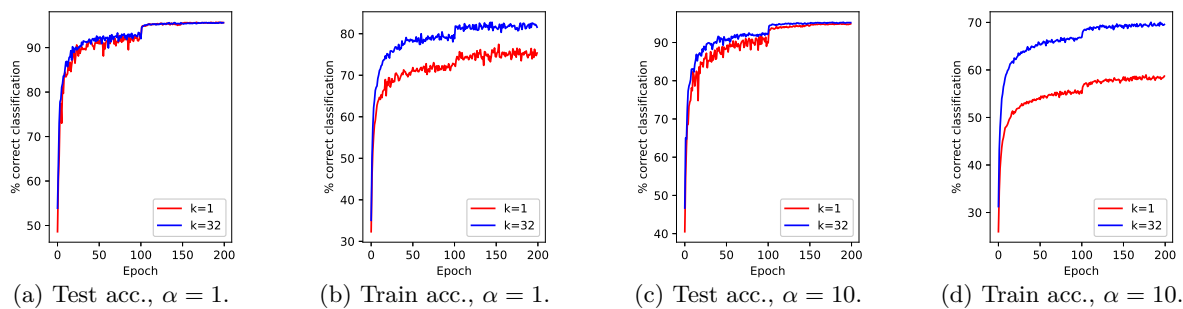 90
80
70
60
50
% correct classification
0
50
100
150
200
Epoch
k=1
k=32
(a) Test acc., α = 1.
80
70
60
50
40
30
% correct classification
0
50
100
150
200
Epoch
k=1
k=32
(b) Train acc., α = 1.
90
80
70
60
50
40
% correct classification
0
50
100
150
200
Epoch
k=1
k=32
(c) Test acc., α = 10.
70
60
50
40
30
% correct classification
0
50
100
150
200
Epoch
k=1
k=32
(d) Train acc., α = 10.